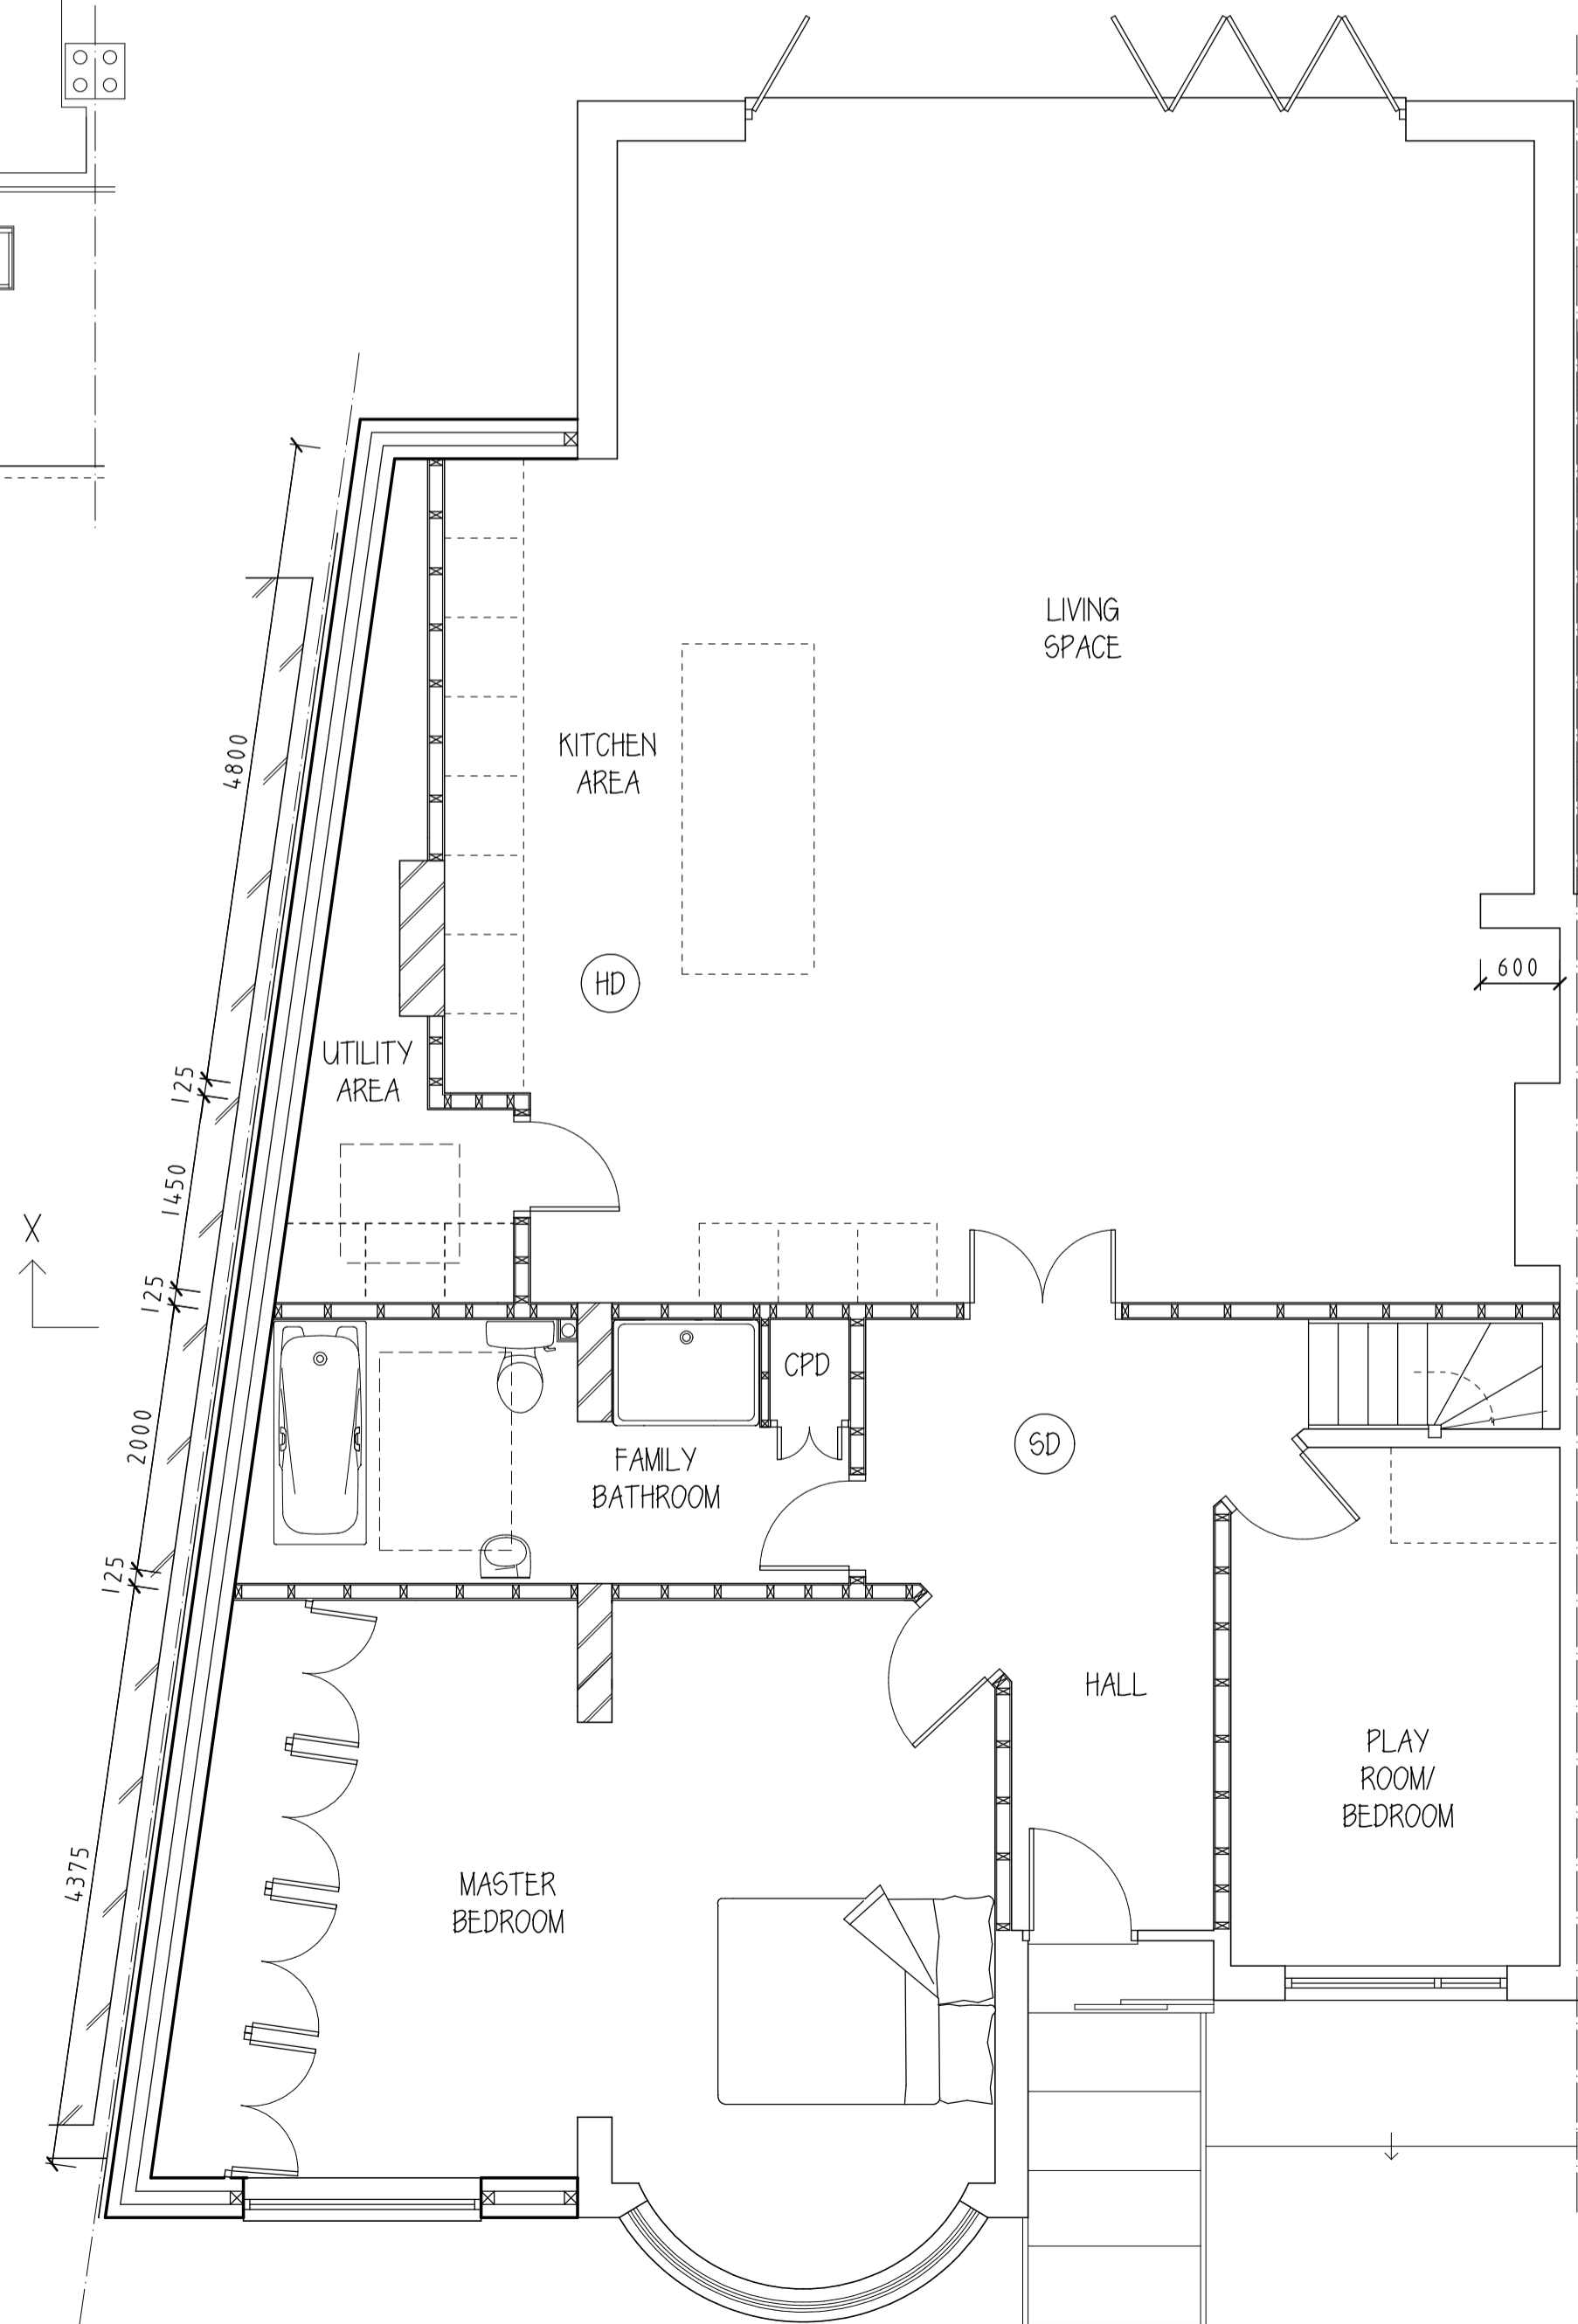 LIVING
SPACE
KITCHEN
AREA
4800
HD
600
UTILITY
AREA
125
1450
X
125
CPD
2000
SD
FAMILY
BATHROOM
125
HALL
PLAY
ROOM/
BEDROOM
4375
MASTER
BEDROOM